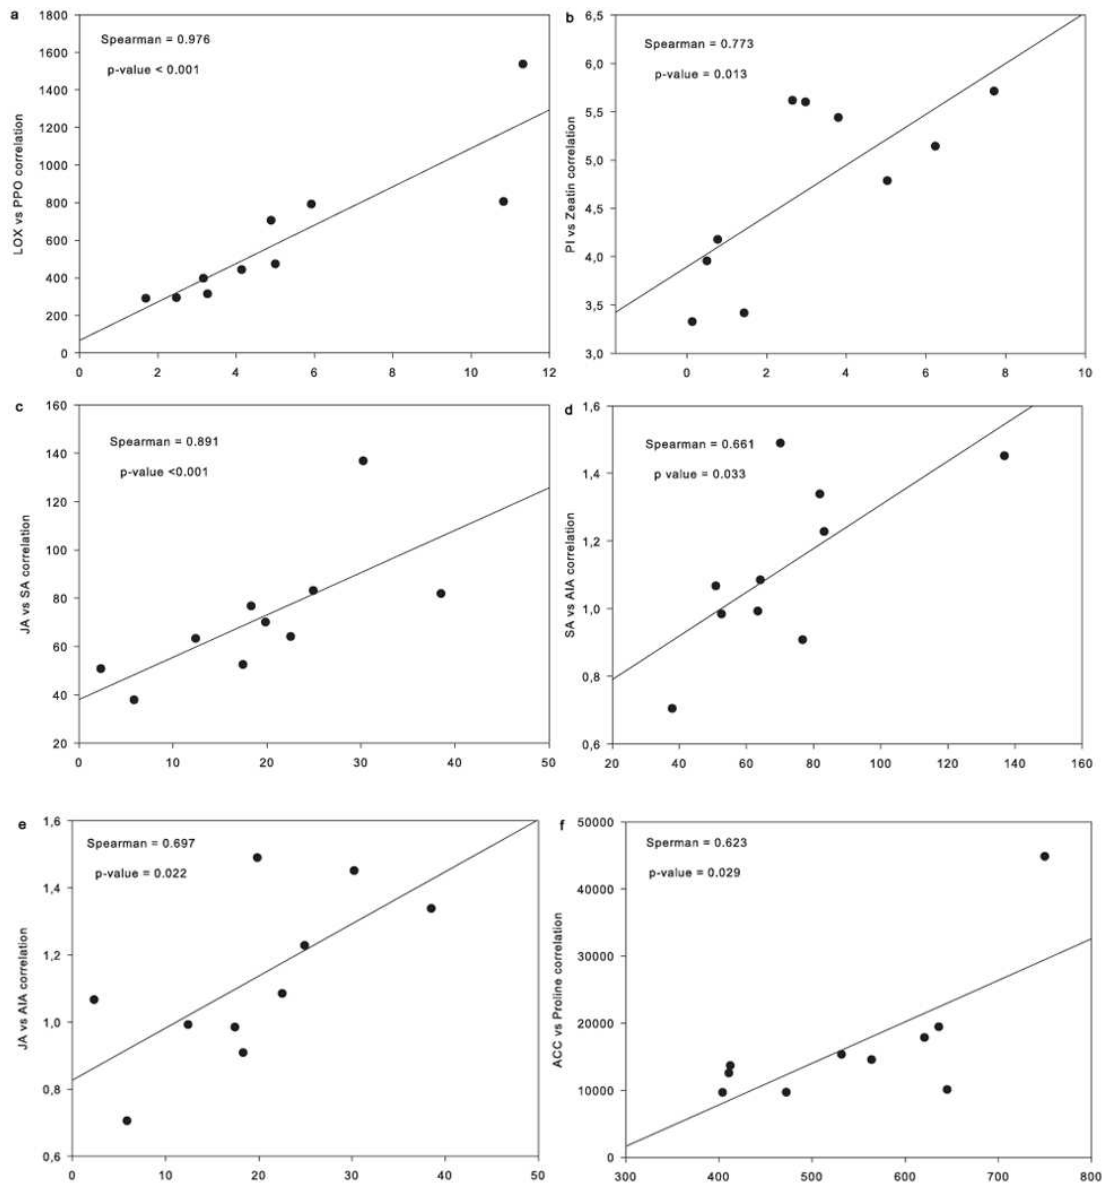 a
Spearman = 0.976
p-value < 0.001
LOX vs PPO correlation
1800
1600
1400
1200
1000
800
600
400
200
0
0 2 4 6 8 10 12
b
Spearman = 0.773
p-value = 0.013
PI vs Zeatin correlation
6,5
6,0
5,5
5,0
4,5
4,0
3,5
3,0
0 2 4 6 8 10
c
Spearman = 0.891
p-value <0.001
JA vs SA correlation
160
140
120
100
80
60
40
20
0 10 20 30 40 50
d
Spearman = 0.661
p value = 0.033
SA vs AIA correlation
1,6
1,4
1,2
1,0
0,8
0,6
20 40 60 80 100 120 140 160
e
Spearman = 0.697
p-value = 0.022
JA vs AIA correlation
1,6
1,4
1,2
1,0
0,8
0,6
0 10 20 30 40 50
f
Sperman = 0.623
p-value = 0.029
ACC vs Proline correlation
50000
40000
30000
20000
10000
0
300 400 500 600 700 800